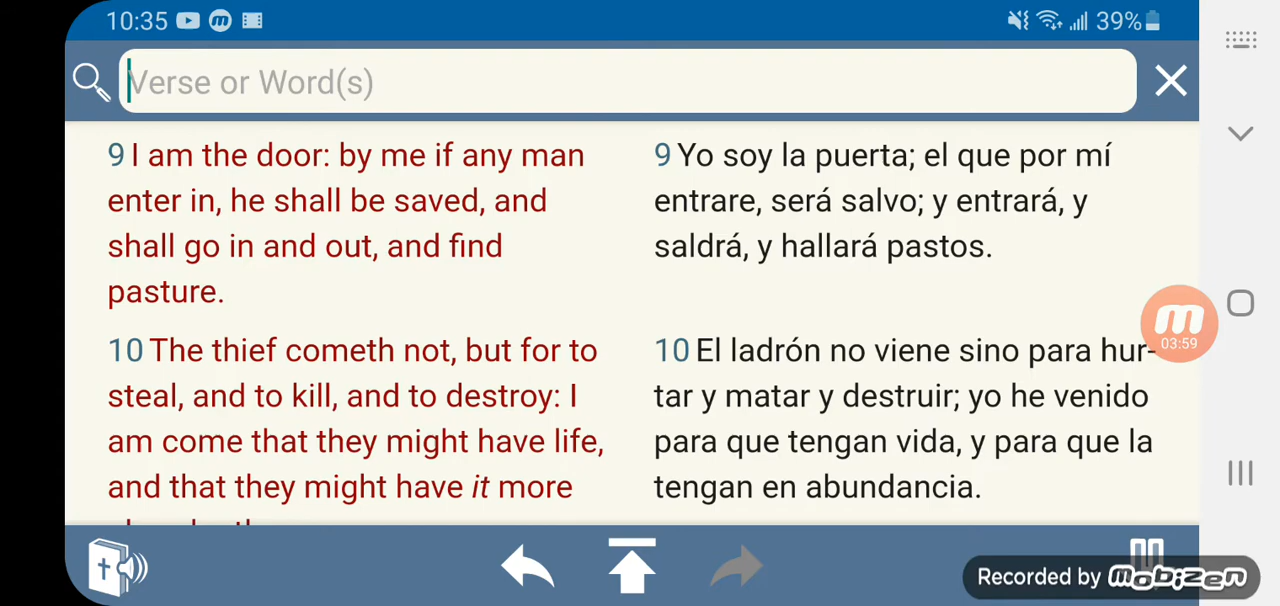 10:35
39%
Verse or Word(s)
9 I am the door: by me if any man
enter in, he shall be saved, and
shall go in and out, and find
pasture.
10 The thief cometh not, but for to
steal, and to kill, and to destroy: I
am come that they might have life,
and that they might have it more
9 Yo soy la puerta; el que por mí
entrare, será salvo; y entrará, y
saldrá, y hallará pastos.
10 El ladrón no viene sino para hur-
tar y matar y destruir; yo he venido
para que tengan vida, y para que la
tengan en abundancia.
03:59
Recorded by Mobizen